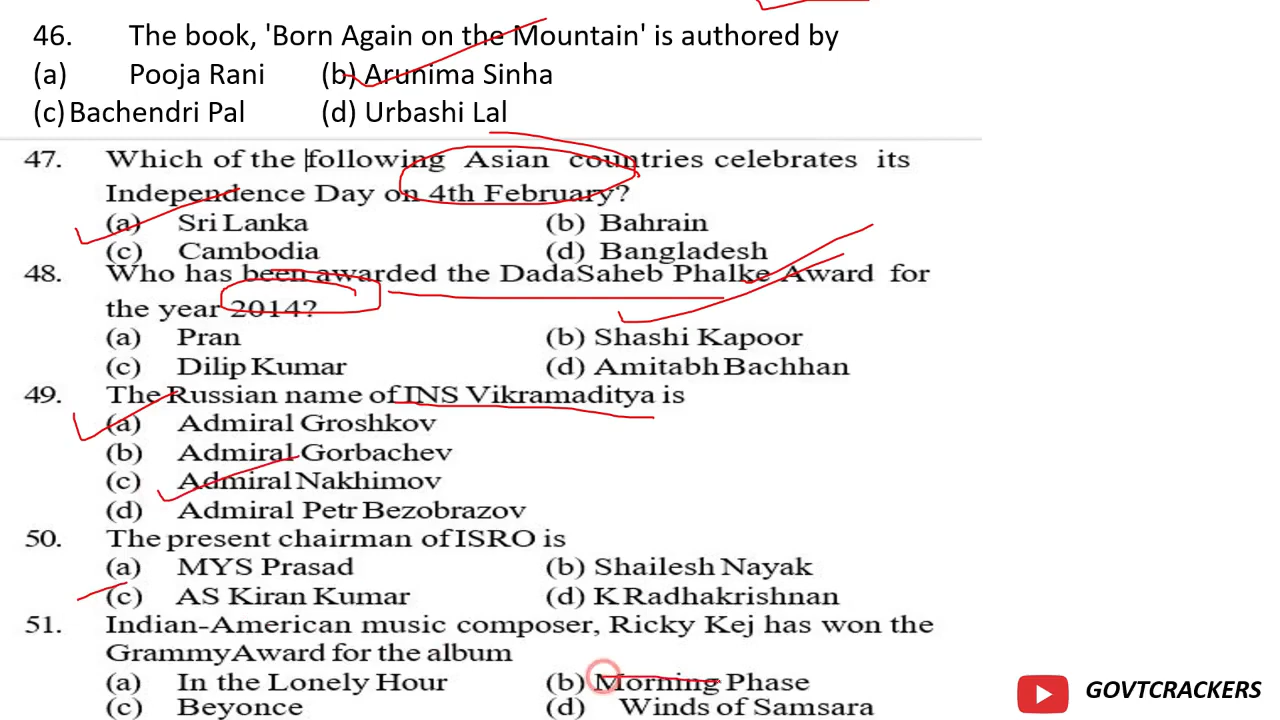 46. The book, 'Born Again on the Mountain' is authored by
(a) Pooja Rani (b) Arunima Sinha
(c) Bachendri Pal (d) Urbashi Lal
47. Which of the following Asian countries celebrates its
Independence Day on 4th February?
(a) Sri Lanka (b) Bahrain
(c) Cambodia (d) Bangladesh
48. Who has been awarded the DadaSaheb Phalke Award for
the year 2014?
(a) Pran (b) Shashi Kapoor
(c) Dilip Kumar (d) Amitabh Bachhan
49. The Russian name of INS Vikramaditya is
(a) Admiral Groshkov
(b) Admiral Gorbachev
(c) Admiral Nakhimov
(d) Admiral Petr Bezobrazov
50. The present chairman of ISRO is
(a) MYS Prasad (b) Shailesh Nayak
(c) AS Kiran Kumar (d) K Radhakrishnan
51. Indian-American music composer, Ricky Kej has won the
Grammy Award for the album
(a) In the Lonely Hour (b) Morning Phase
(c) Beyonce (d) Winds of Samsara
GOVTCRACKERS